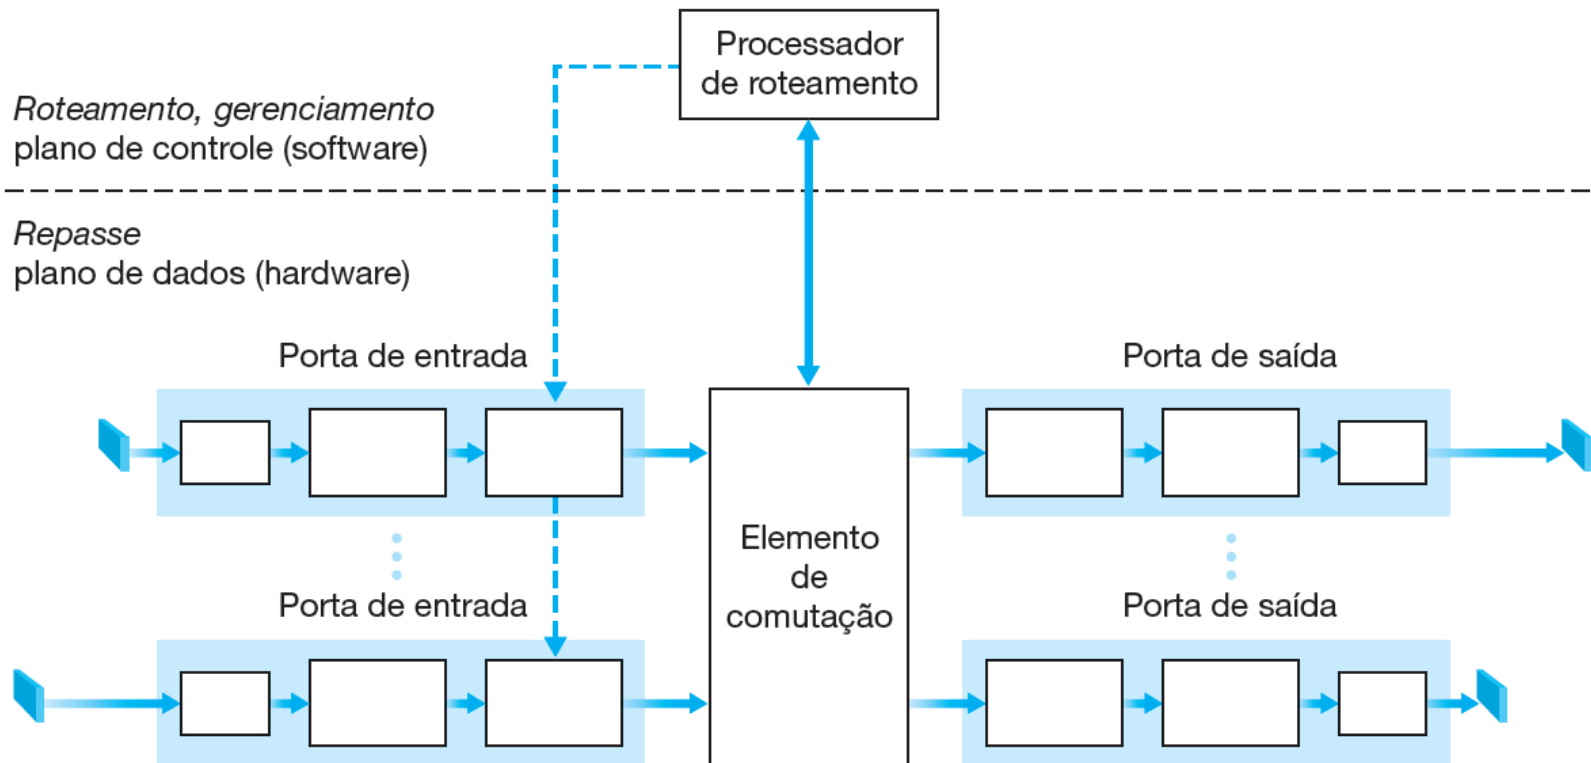 Processador
de roteamento
Roteamento, gerenciamento
plano de controle (software)
Repasse
plano de dados (hardware)
Porta de entrada
Porta de saída
Elemento
de
comutação
Porta de entrada
Porta de saída